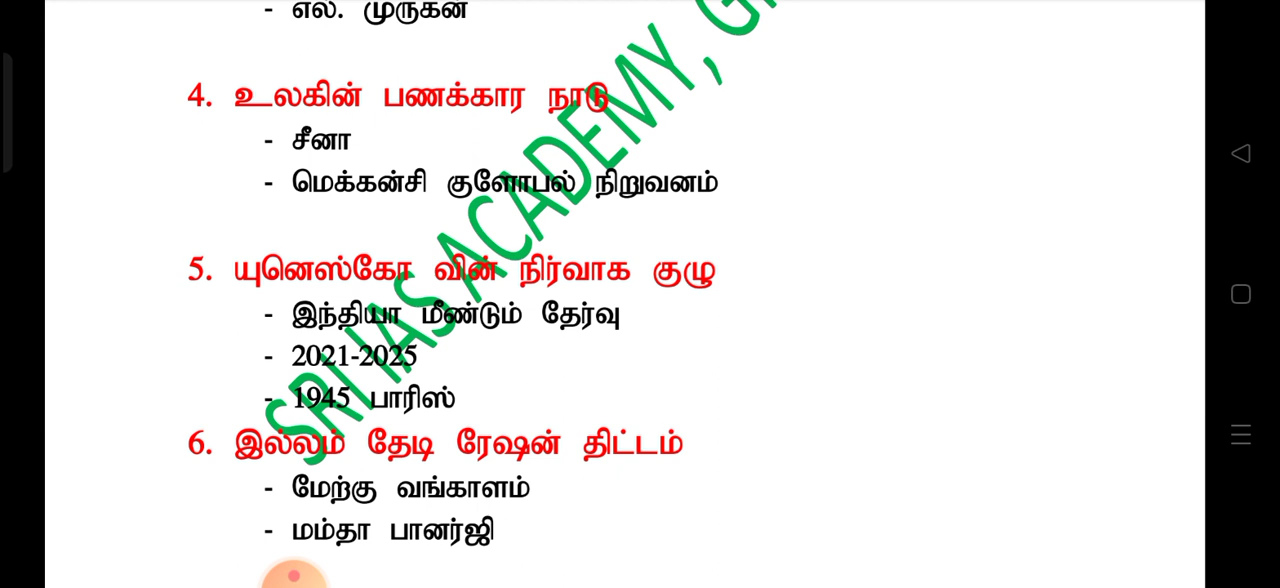 - எல். முருகன்
4. உலகின் பணக்கார நாடு
- சீனா
- மெக்கன்சி குளோபல் நிறுவனம்
5. யுனெஸ்கோ வின் நிர்வாக குழு
- இந்தியா மீண்டும் தேர்வு
- 2021-2025
- 1945 பாரிஸ்
6. இல்லம் தேடி ரேஷன் திட்டம்
- மேற்கு வங்காளம்
- மம்தா பானர்ஜி
SRI IAS ACADEMY,